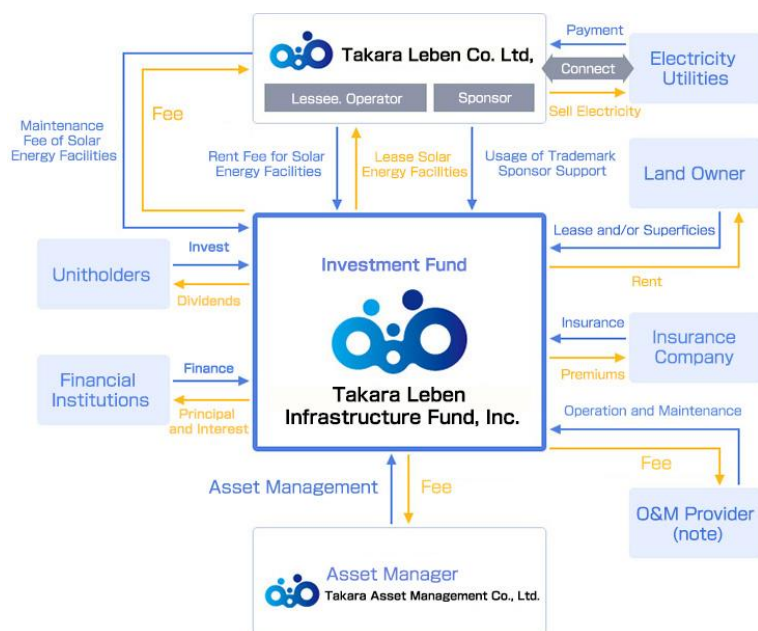 Takara Leben Co. Ltd,
Lessee. Operator
Sponsor
Payment
Connect
Sell Electricity
Electricity
Utilities
Maintenance
Fee of Solar
Energy Facilities
Fee
Rent Fee for Solar
Energy Facilities
Lease Solar
Energy Facilities
Usage of Trademark
Sponsor Support
Land Owner
Lease and/or Superficies
Rent
Unitholders
Invest
Dividends
Investment Fund
Takara Leben
Infrastructure Fund, Inc.
Insurance
Premiums
Insurance
Company
Financial
Institutions
Finance
Principal
and Interest
Operation and Maintenance
Fee
O&M Provider
(note)
Asset Management
Fee
Asset Manager
Takara Asset Management Co., Ltd.